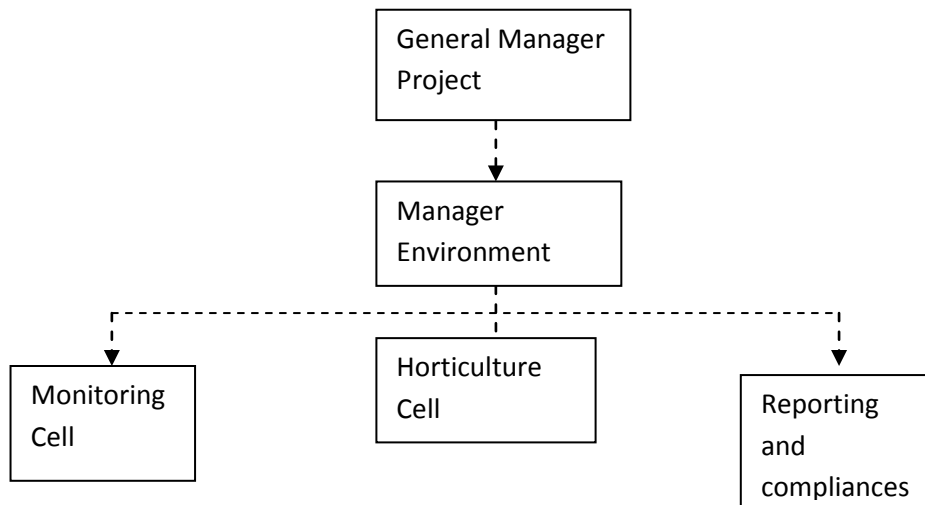 General Manager
Project
Manager
Environment
Monitoring
Cell
Horticulture
Cell
Reporting
and
compliances